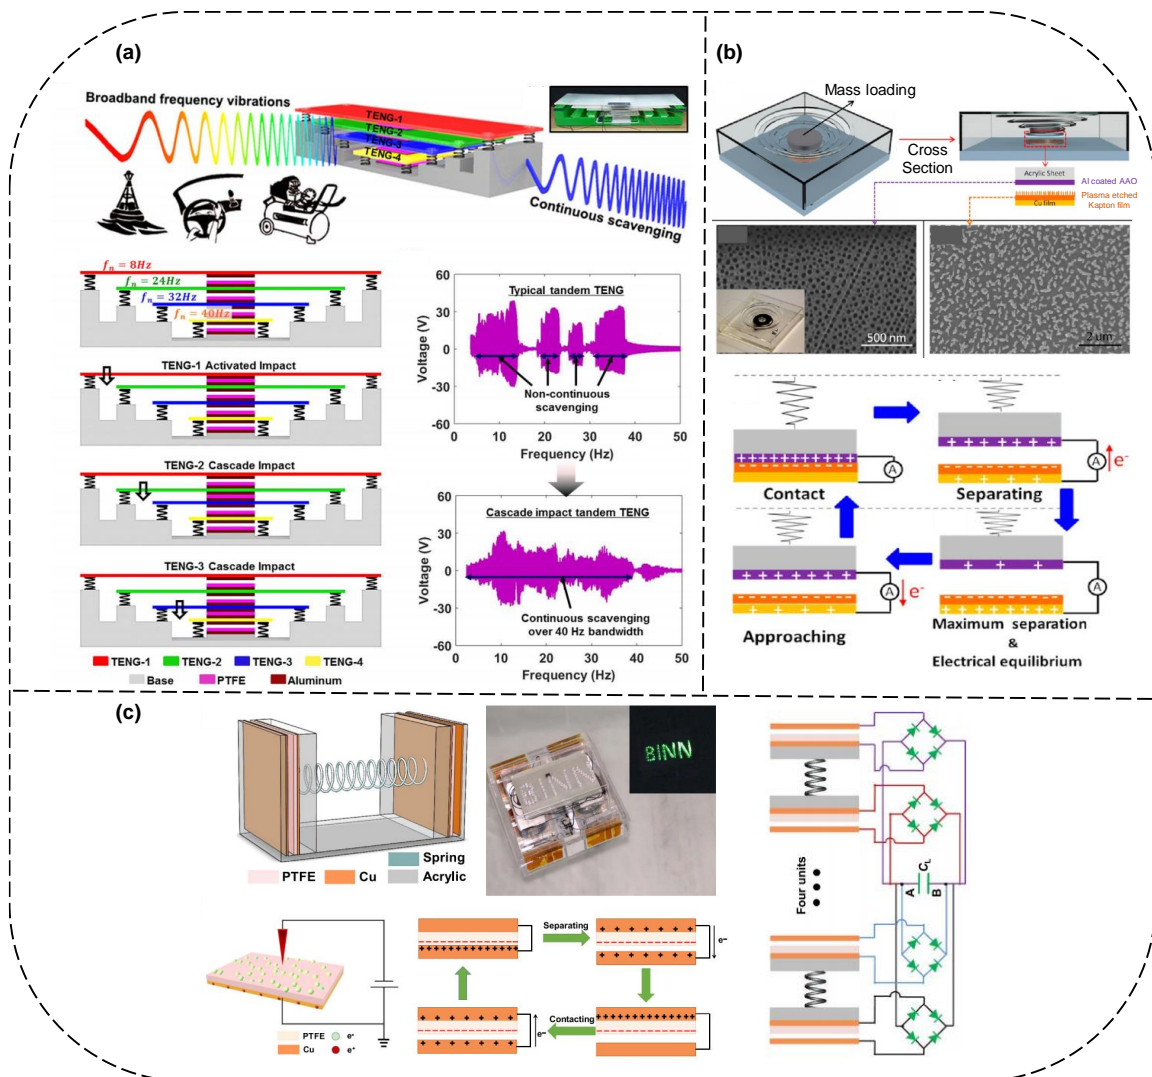 (a)
Broadband frequency vibrations
TENG-1
TENG-2
TENG-3
TENG-4
Continuous scavenging
fₙ = 8Hz
fₙ = 24Hz
fₙ = 32Hz
fₙ = 40Hz
TENG-1 Activated Impact
TENG-2 Cascade Impact
TENG-3 Cascade Impact
TENG-1 TENG-2 TENG-3 TENG-4
Base PTFE Aluminum
Typical tandem TENG
Non-continuous
scavenging
Voltage (V)
60
30
0
-30
-60
0 10 20 30 40 50
Frequency (Hz)
Cascade impact tandem TENG
Continuous scavenging
over 40 Hz bandwidth
Voltage (V)
60
30
0
-30
-60
0 10 20 30 40 50
Frequency (Hz)
(b)
Mass loading
Cross
Section
Acrylic Sheet
Al coated AAO
Plasma etched
Kapton film
Cu film
500 nm
2 um
+ + + + + + + + + +
A
Contact
+ + + + + + +
+ + + +
A
e⁻
Separating
+ + +
+ + + + + + +
A
Maximum separation
&
Electrical equilibrium
+ + + + +
+ + + +
A
e⁻
Approaching
(c)
Spring
PTFE Cu Acrylic
BINN
BINN
PTFE e-
Cu e+
Separating
e−
Contacting
e−
Four units
A
C_L
B